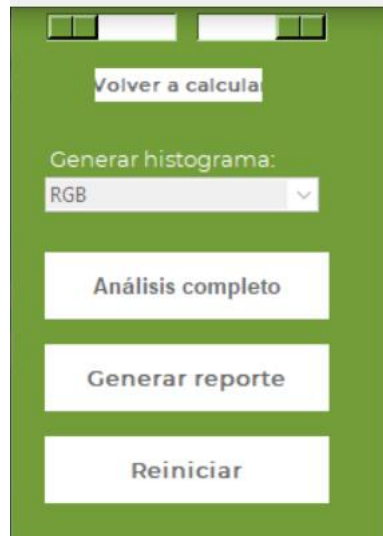 Volver a calcula
Generar histograma:
RGB
Análisis completo
Generar reporte
Reiniciar